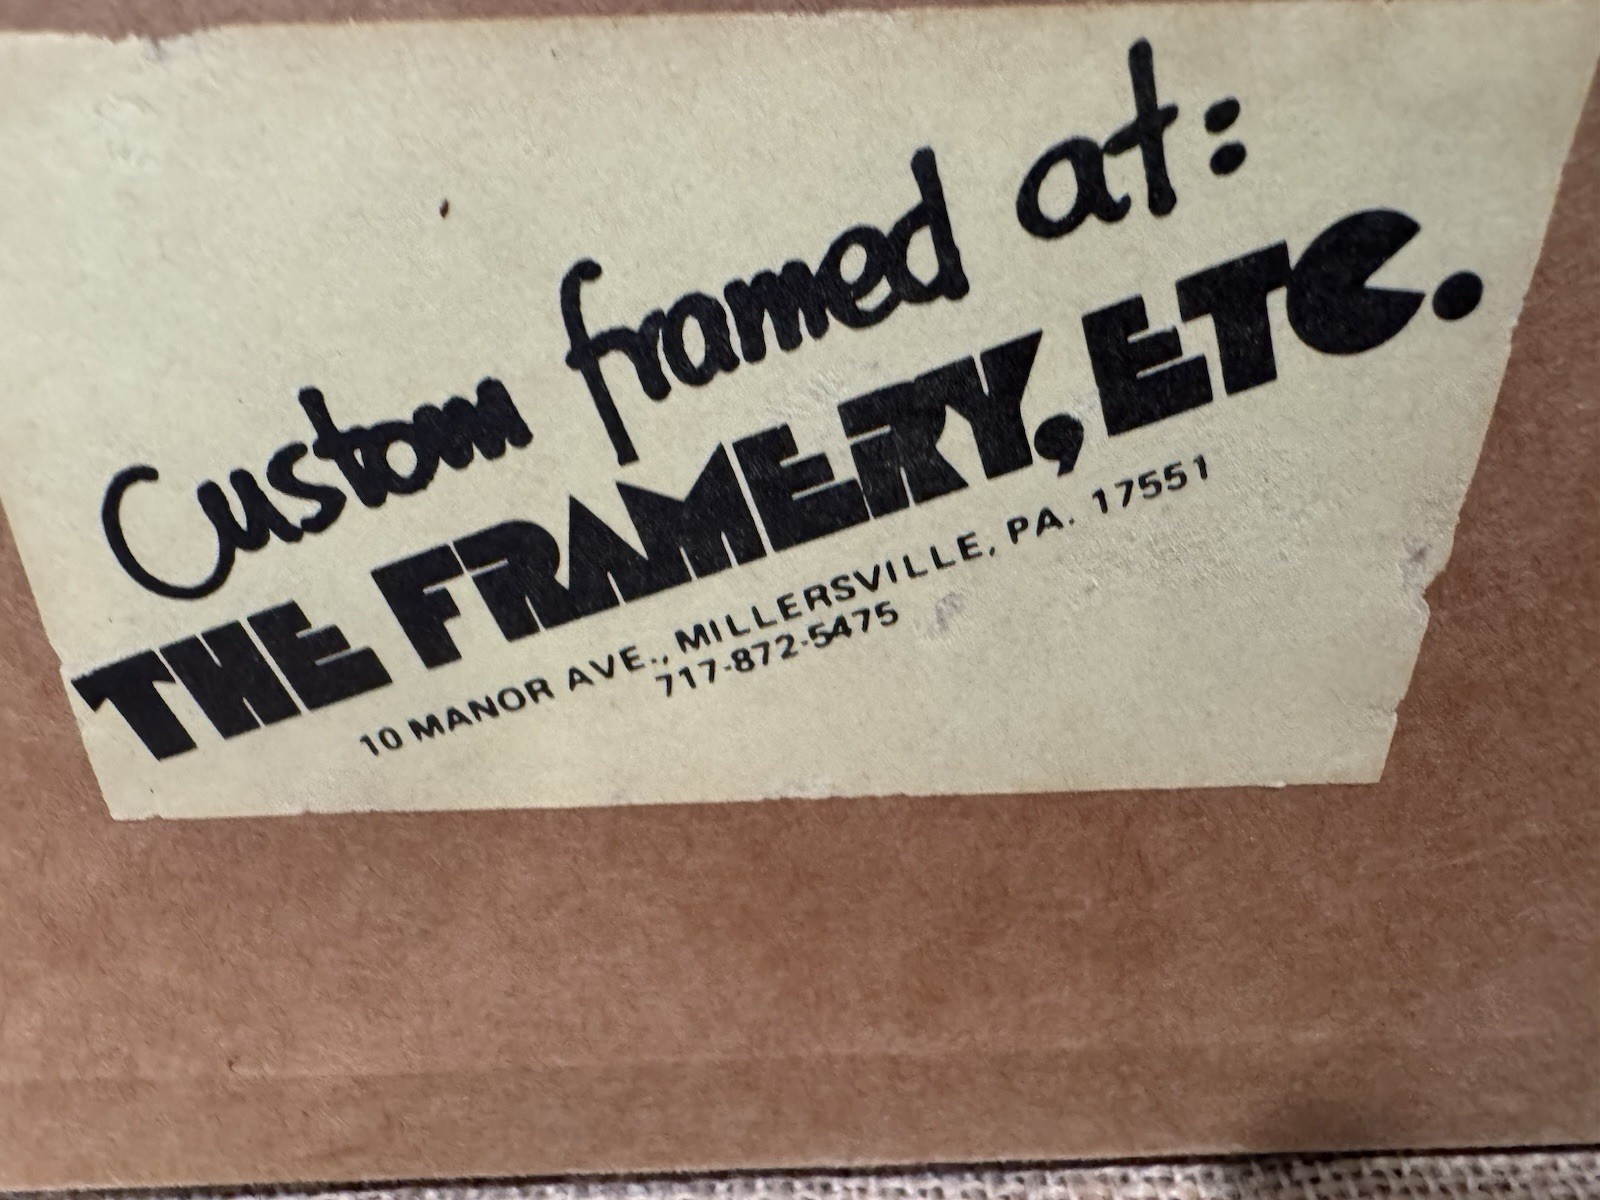 Custom framed at:
THE FRAMERY, ETC.
10 MANOR AVE., MILLERSVILLE, PA. 17551
717-872-5475